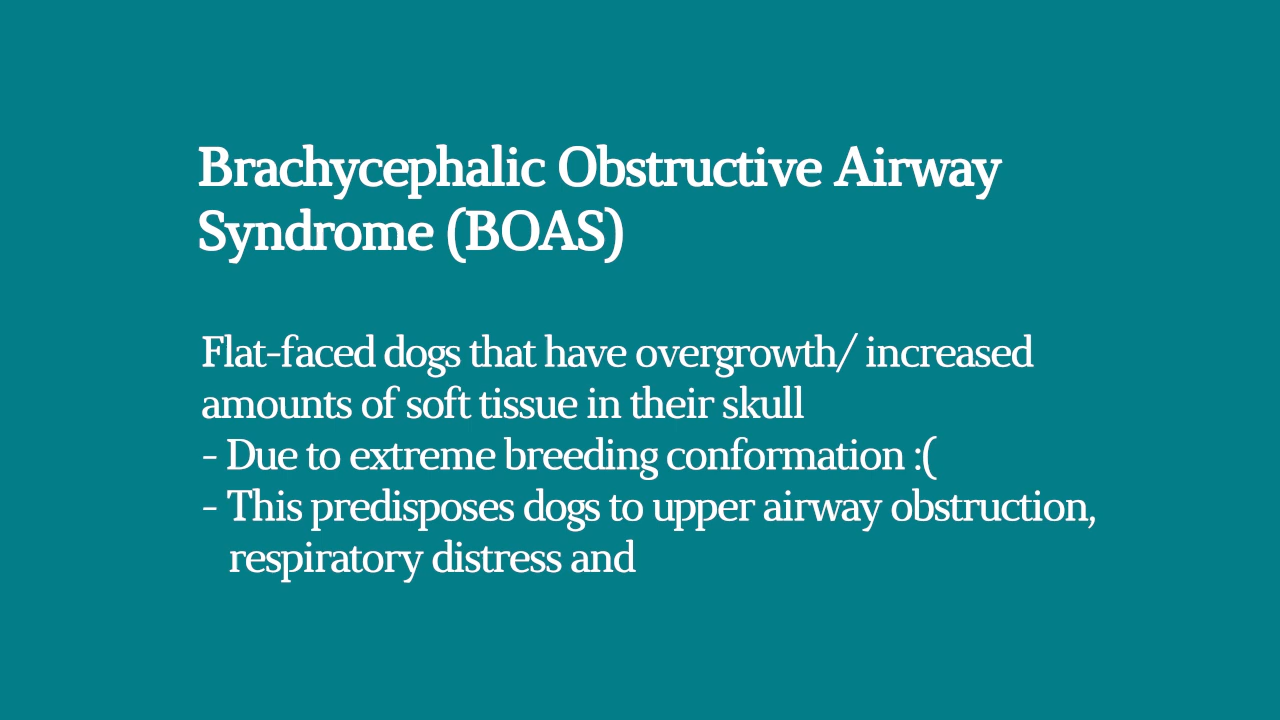 Brachycephalic Obstructive Airway
Syndrome (BOAS)
Flat-faced dogs that have overgrowth/ increased
amounts of soft tissue in their skull
- Due to extreme breeding conformation :(
- This predisposes dogs to upper airway obstruction,
respiratory distress and